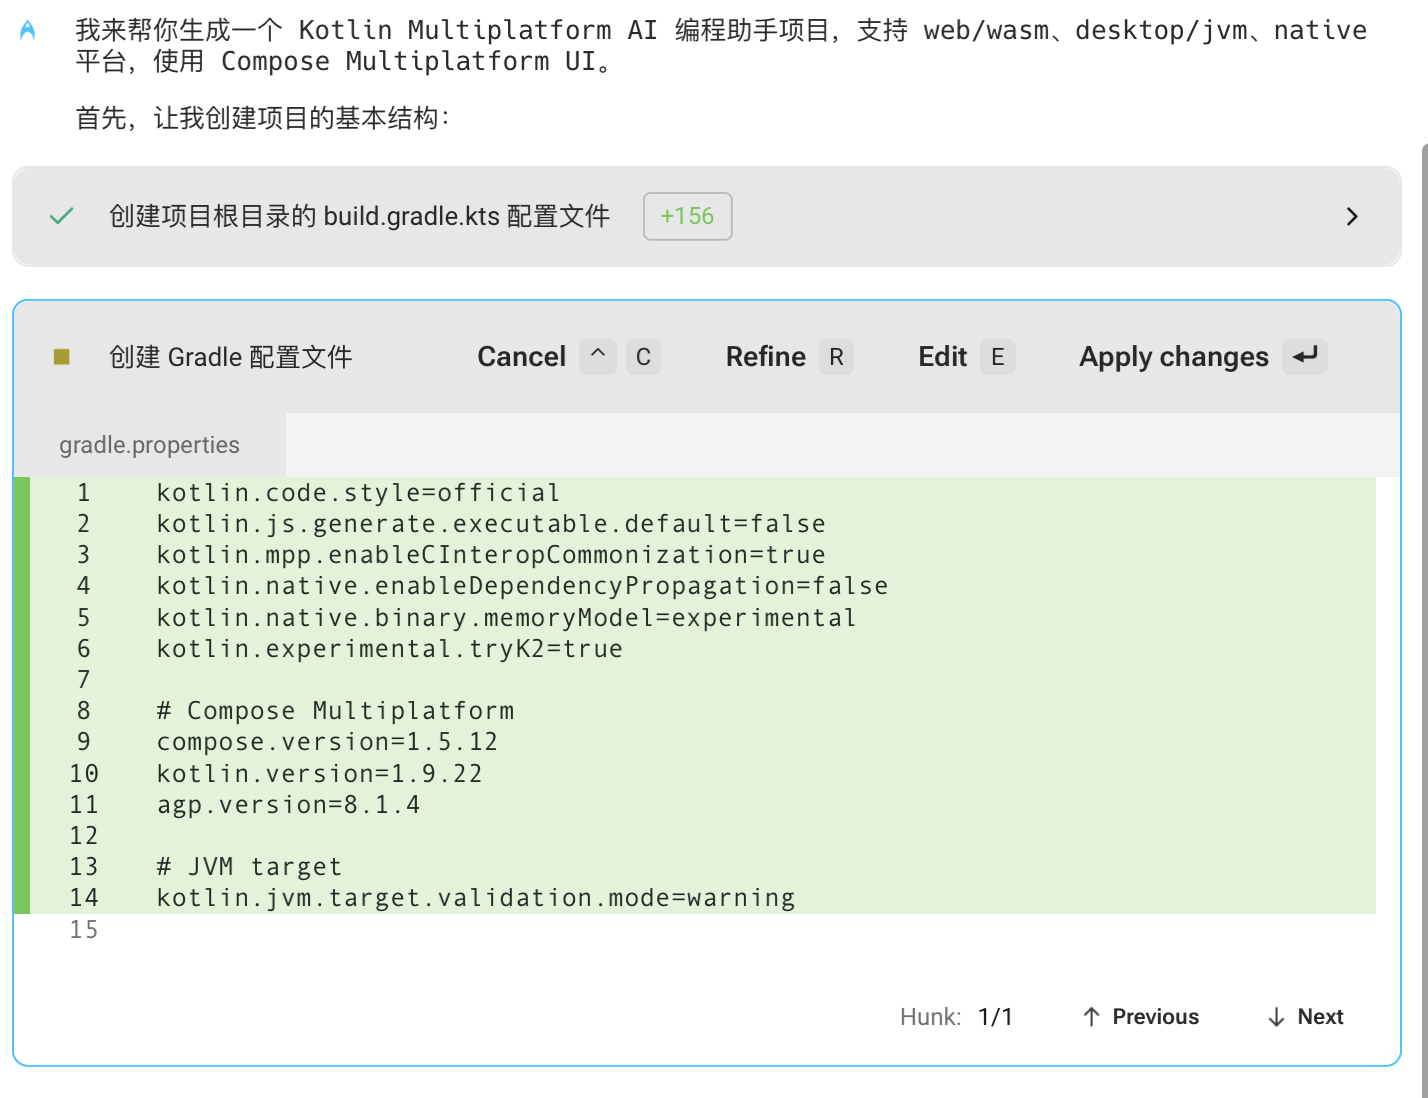 我来帮你生成一个 Kotlin Multiplatform AI 编程助手项目，支持 web/wasm、desktop/jvm、native
平台，使用 Compose Multiplatform UI。
首先，让我创建项目的基本结构：
创建项目根目录的 build.gradle.kts 配置文件 +156
创建 Gradle 配置文件 Cancel ^ C Refine R Edit E Apply changes ↵
gradle.properties
1 kotlin.code.style=official
2 kotlin.js.generate.executable.default=false
3 kotlin.mpp.enableCInteropCommonization=true
4 kotlin.native.enableDependencyPropagation=false
5 kotlin.native.binary.memoryModel=experimental
6 kotlin.experimental.tryK2=true
7
8 # Compose Multiplatform
9 compose.version=1.5.12
10 kotlin.version=1.9.22
11 agp.version=8.1.4
12
13 # JVM target
14 kotlin.jvm.target.validation.mode=warning
15
Hunk: 1/1 ↑ Previous ↓ Next